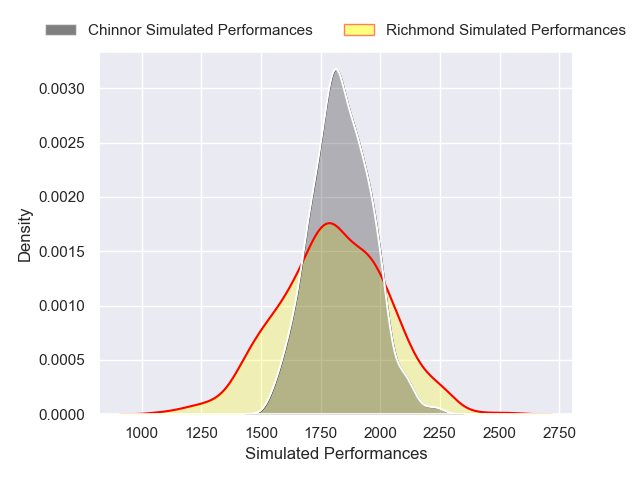 Chinnor Simulated Performances Richmond Simulated Performances
0.0030
0.0025
0.0020
0.0015
0.0010
0.0005
0.0000
Density
1000 1250 1500 1750 2000 2250 2500 2750
Simulated Performances